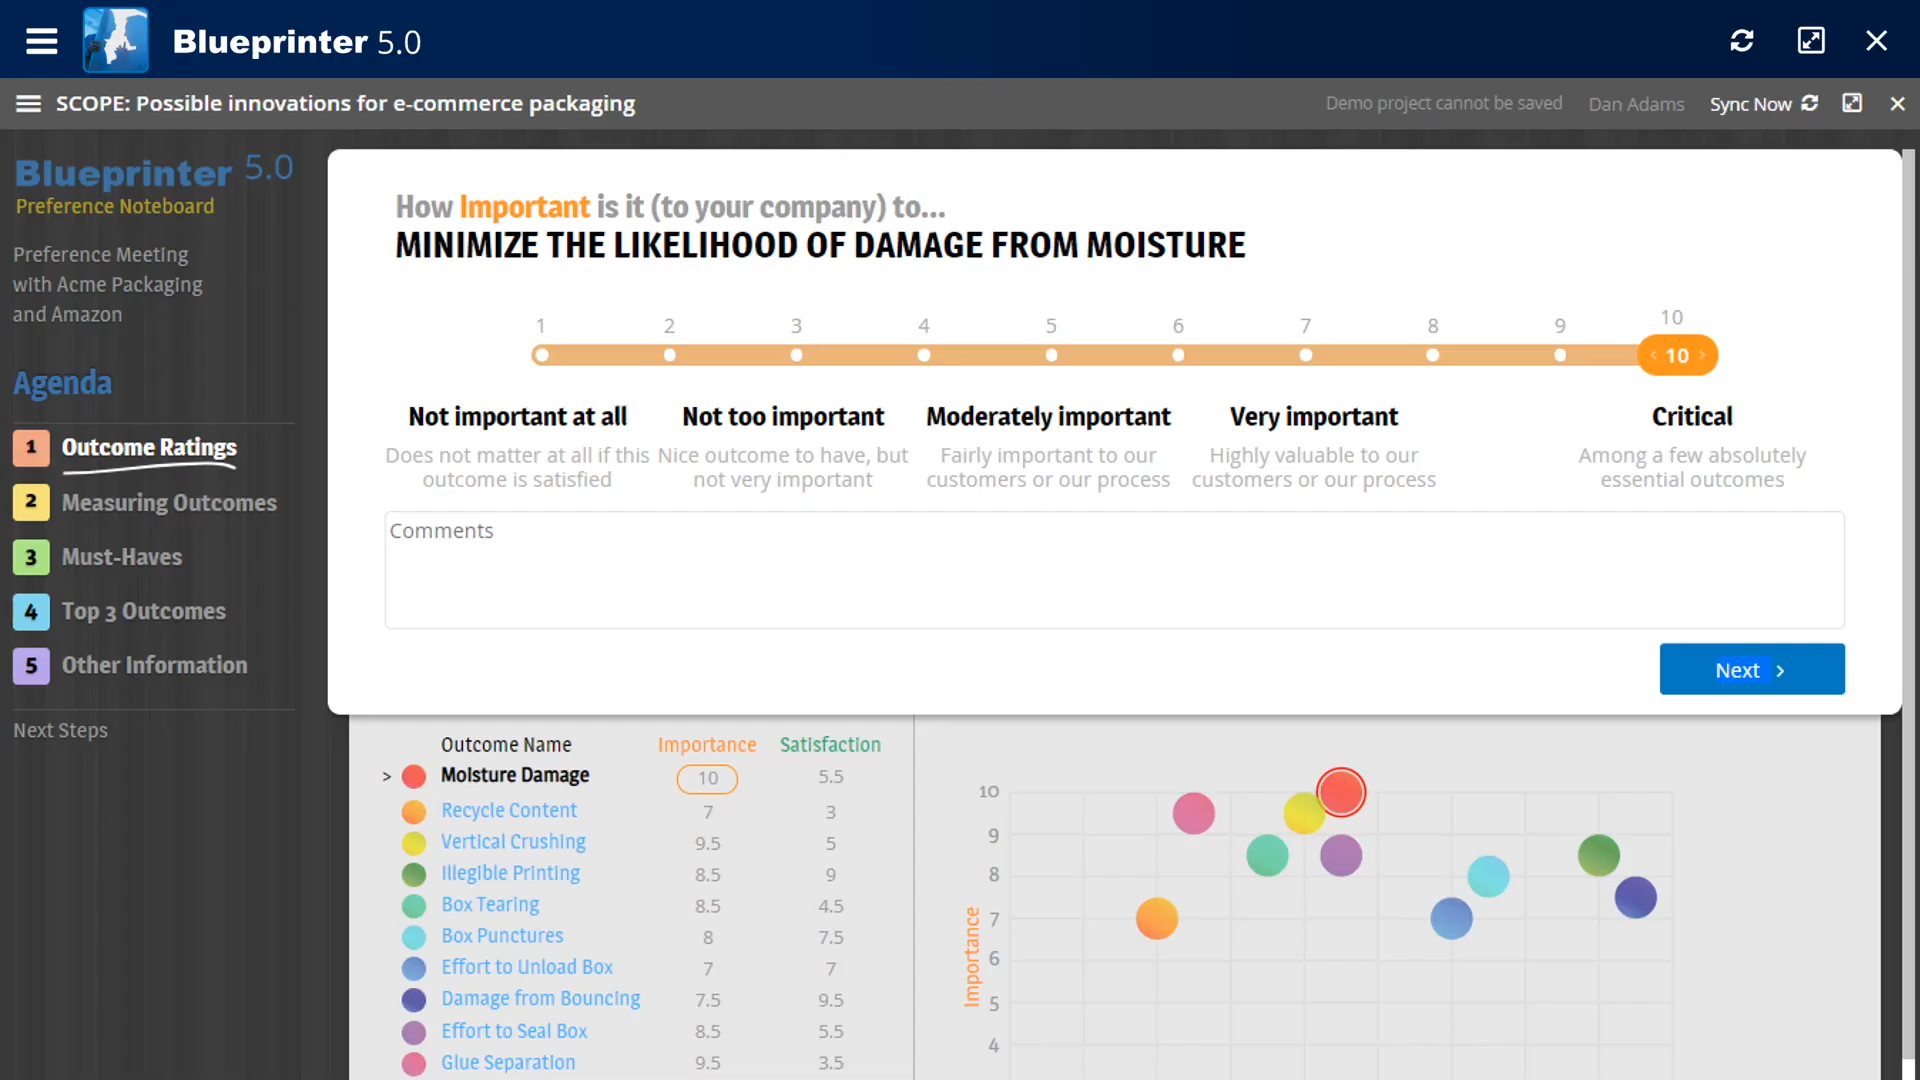 Blueprinter 5.0
SCOPE: Possible innovations for e-commerce packaging
Demo project cannot be saved
Dan Adams
Sync Now
Blueprinter 5.0
Preference Noteboard
Preference Meeting
with Acme Packaging
and Amazon
Agenda
1 Outcome Ratings
2 Measuring Outcomes
3 Must-Haves
4 Top 3 Outcomes
5 Other Information
Next Steps
How Important is it (to your company) to...
MINIMIZE THE LIKELIHOOD OF DAMAGE FROM MOISTURE
1 2 3 4 5 6 7 8 9 10
< 10 >
Not important at all
Does not matter at all if this
outcome is satisfied
Not too important
Nice outcome to have, but
not very important
Moderately important
Fairly important to our
customers or our process
Very important
Highly valuable to our
customers or our process
Critical
Among a few absolutely
essential outcomes
Comments
Next >
Outcome Name Importance Satisfaction
> Moisture Damage 10 5.5
Recycle Content 7 3
Vertical Crushing 9.5 5
Illegible Printing 8.5 9
Box Tearing 8.5 4.5
Box Punctures 8 7.5
Effort to Unload Box 7 7
Damage from Bouncing 7.5 9.5
Effort to Seal Box 8.5 5.5
Glue Separation 9.5 3.5
Importance
10
9
8
7
6
5
4